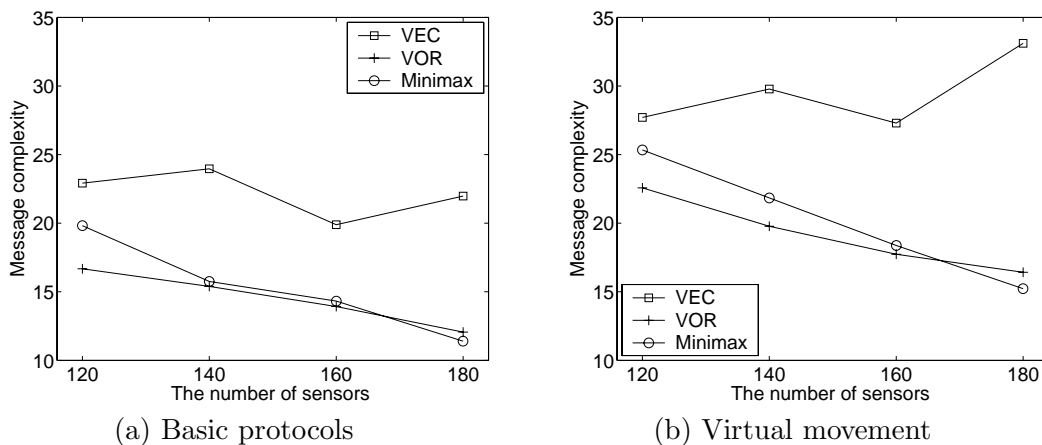 35
30
25
20
15
10
Message complexity
VEC
VOR
Minimax
120
140
160
180
The number of sensors
(a) Basic protocols
35
30
25
20
15
10
Message complexity
VEC
VOR
Minimax
120
140
160
180
The number of sensors
(b) Virtual movement